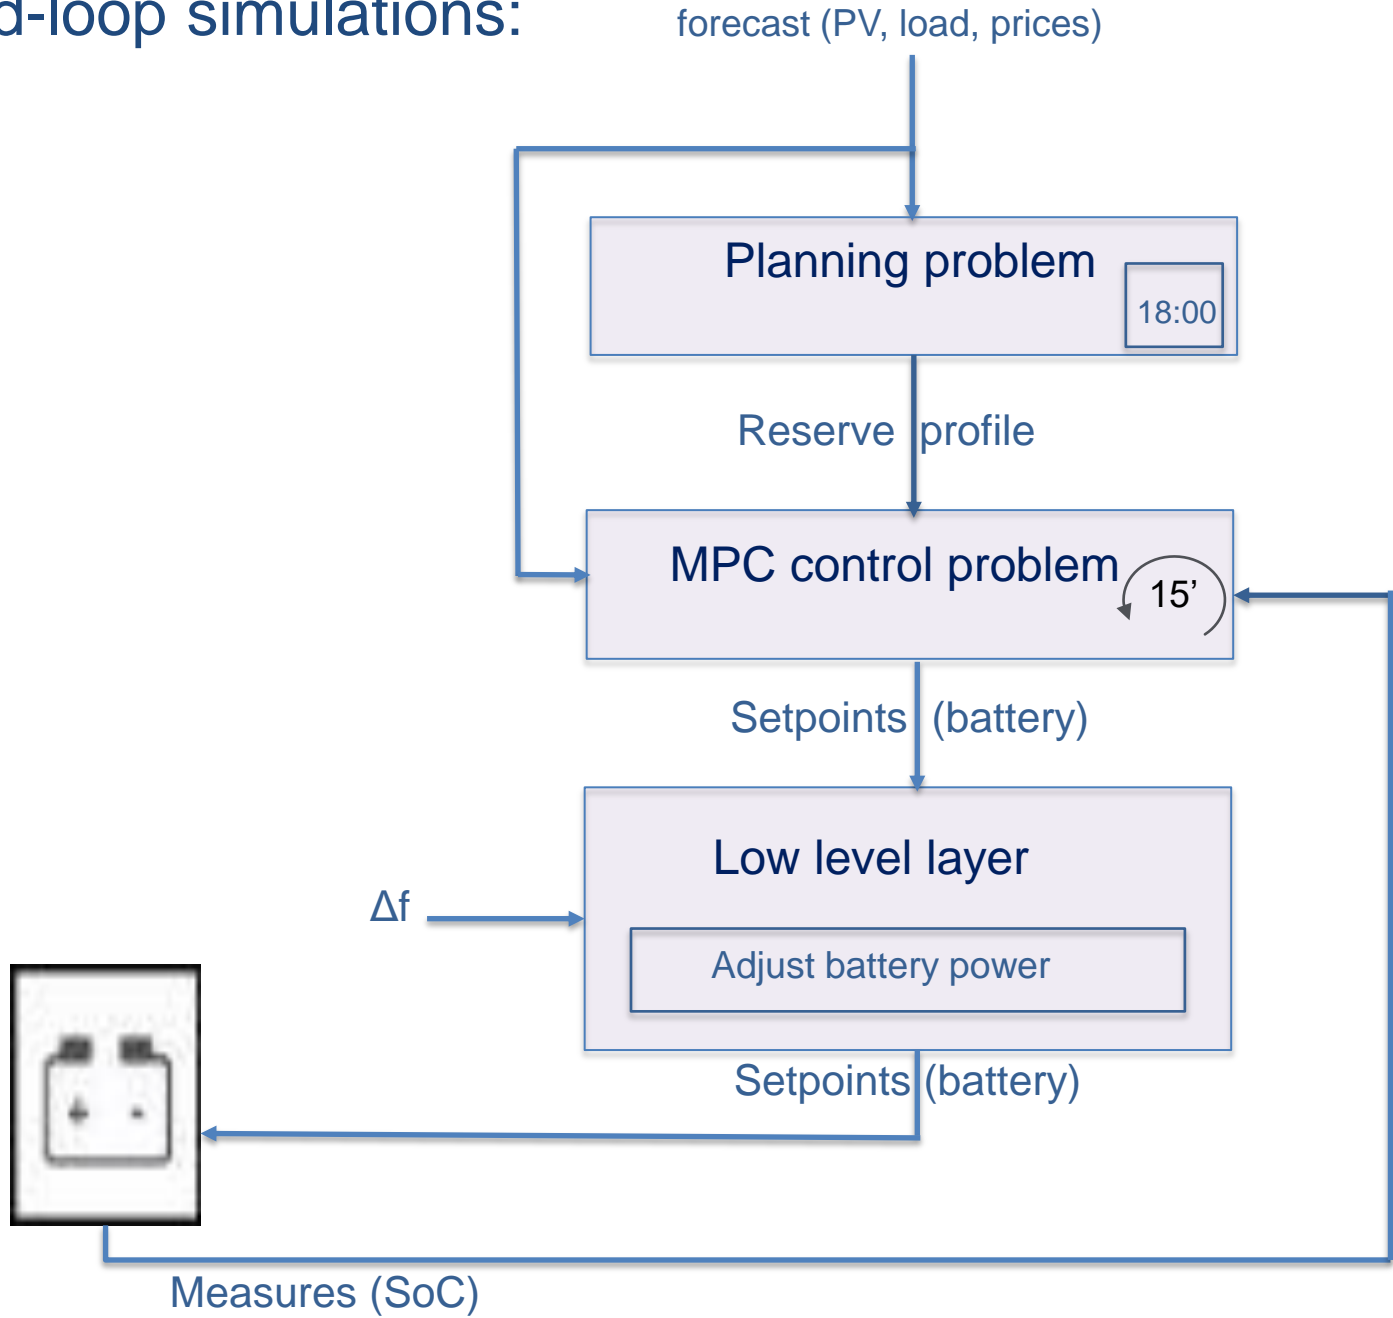 d-loop simulations:
forecast (PV, load, prices)
Planning problem
18:00
Reserve profile
MPC control problem
15’
Setpoints (battery)
Low level layer
Δf
Adjust battery power
Setpoints (battery)
+ -
Measures (SoC)